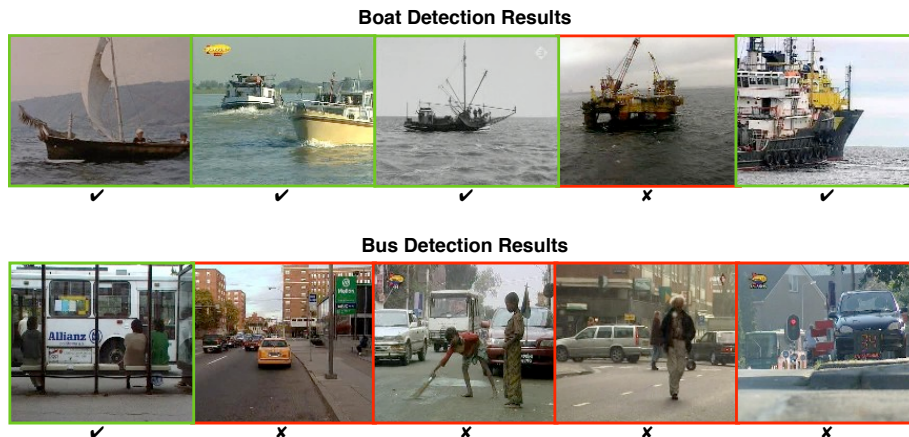 Boat Detection Results
✔ ✔ ✔ ✘ ✔
Bus Detection Results
Allianz
✔ ✘ ✘ ✘ ✘